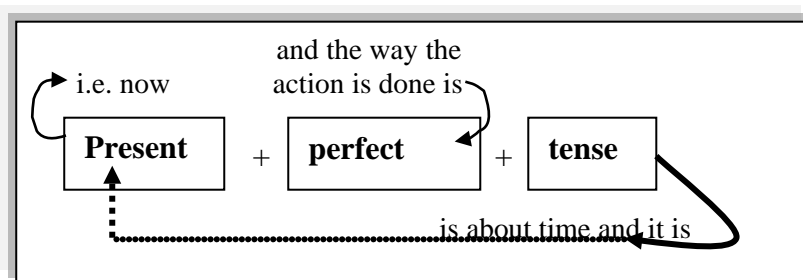 and the way the
i.e. now action is done is
Present + perfect + tense
is about time and it is